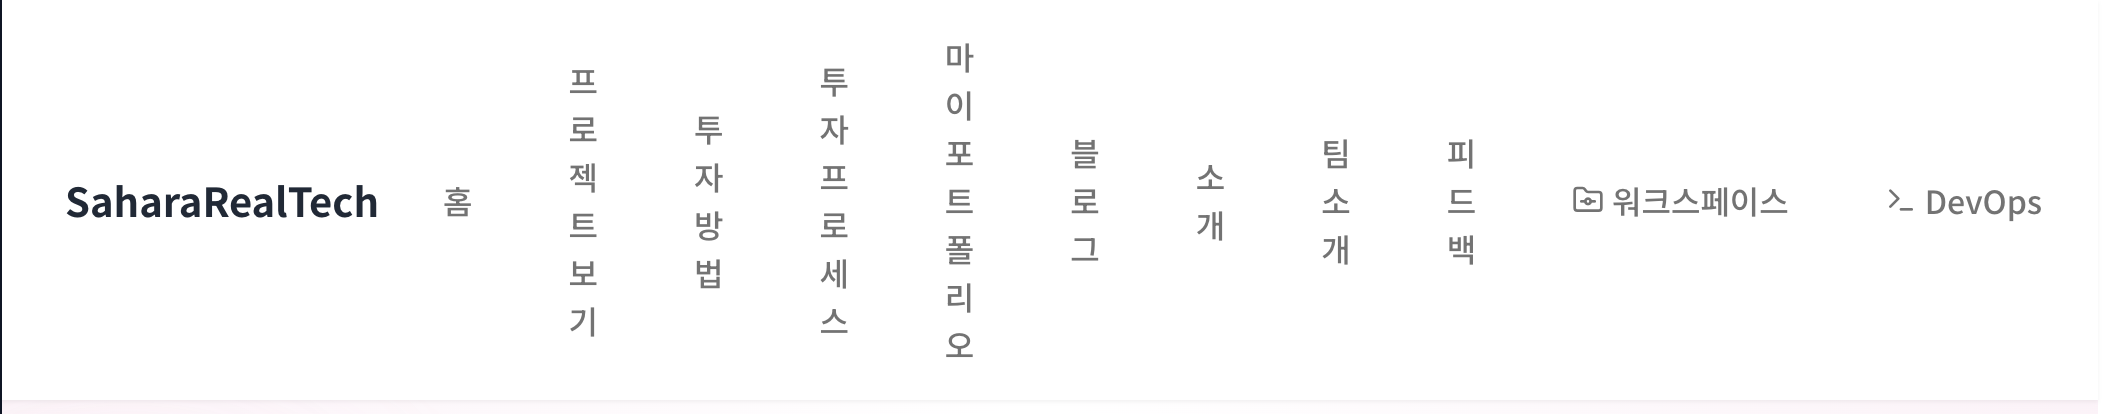 SaharaRealTech
홈
프로젝트 보기
투자 방법
투자 프로세스
마이 포트폴리오
블로그
소개
팀 소개
피드백
워크스페이스
DevOps